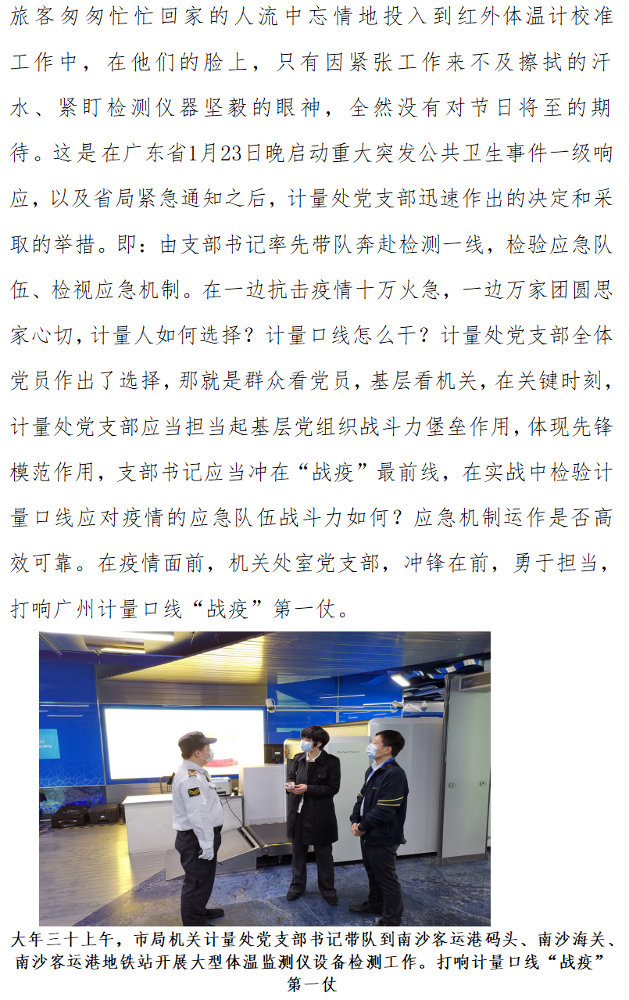 旅客匆匆忙忙回家的人流中忘情地投入到红外体温计校准
工作中，在他们的脸上，只有因紧张工作来不及擦拭的汗
水、紧盯检测仪器坚毅的眼神，全然没有对节日将至的期
待。这是在广东省1月23日晚启动重大突发公共卫生事件一级响
应，以及省局紧急通知之后，计量处党支部迅速作出的决定和采
取的举措。即：由支部书记率先带队奔赴检测一线，检验应急队
伍、检视应急机制。在一边抗击疫情十万火急，一边万家团圆思
家心切，计量人如何选择？计量口线怎么干？计量处党支部全体
党员作出了选择，那就是群众看党员，基层看机关，在关键时刻，
计量处党支部应当担当起基层党组织战斗力堡垒作用，体现先锋
模范作用，支部书记应当冲在“战疫”最前线，在实战中检验计
量口线应对疫情的应急队伍战斗力如何？应急机制运作是否高
效可靠。在疫情面前，机关处室党支部，冲锋在前，勇于担当，
打响广州计量口线“战疫”第一仗。
大年三十上午，市局机关计量处党支部书记带队到南沙客运港码头、南沙海关、
南沙客运港地铁站开展大型体温监测仪设备检测工作。打响计量口线“战疫”
第一仗